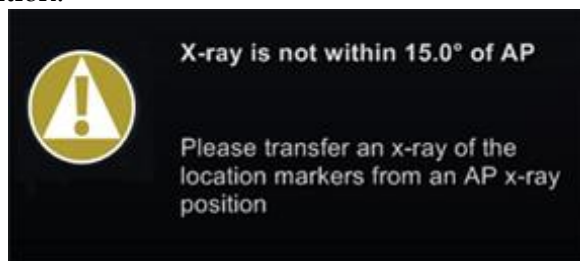 X-ray is not within 15.0° of AP
Please transfer an x-ray of the
location markers from an AP x-ray
position